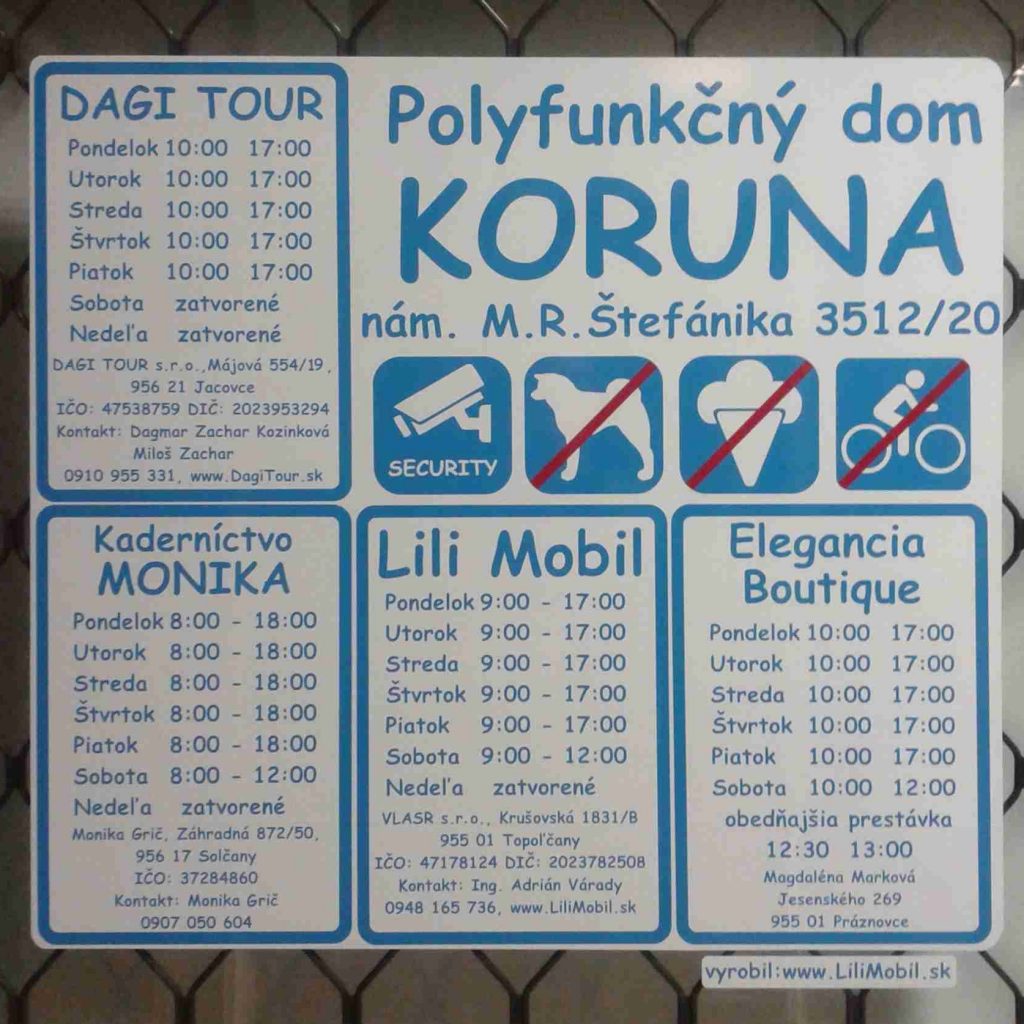 DAGI TOUR
Pondelok 10:00 17:00
Utorok 10:00 17:00
Streda 10:00 17:00
Štvrtok 10:00 17:00
Piatok 10:00 17:00
Sobota zatvorené
Nedeľa zatvorené
DAGI TOUR s.r.o.,Májová 554/19,
956 21 Jacovce
IČO: 47538759 DIČ: 2023953294
Kontakt: Dagmar Zachar Kozinková
Miloš Zachar
0910 955 331, www.DagiTour.sk
Polyfunkčný dom
KORUNA
nám. M.R.Štefánika 3512/20
SECURITY
Kaderníctvo
MONIKA
Pondelok 8:00 - 18:00
Utorok 8:00 - 18:00
Streda 8:00 - 18:00
Štvrtok 8:00 - 18:00
Piatok 8:00 - 18:00
Sobota 8:00 - 12:00
Nedeľa zatvorené
Monika Grič, Záhradná 872/50,
956 17 Solčany
IČO: 37284860
Kontakt: Monika Grič
0907 050 604
Lili Mobil
Pondelok 9:00 - 17:00
Utorok 9:00 - 17:00
Streda 9:00 - 17:00
Štvrtok 9:00 - 17:00
Piatok 9:00 - 17:00
Sobota 9:00 - 12:00
Nedeľa zatvorené
VLASR s.r.o., Krušovská 1831/B
955 01 Topoľčany
IČO: 47178124 DIČ: 2023782508
Kontakt: Ing. Adrián Várady
0948 165 736, www.LiliMobil.sk
Elegancia
Boutique
Pondelok 10:00 17:00
Utorok 10:00 17:00
Streda 10:00 17:00
Štvrtok 10:00 17:00
Piatok 10:00 17:00
Sobota 10:00 12:00
obedňajšia prestávka
12:30 13:00
Magdaléna Marková
Jesenského 269
955 01 Práznovce
vyrobil:www.LiliMobil.sk